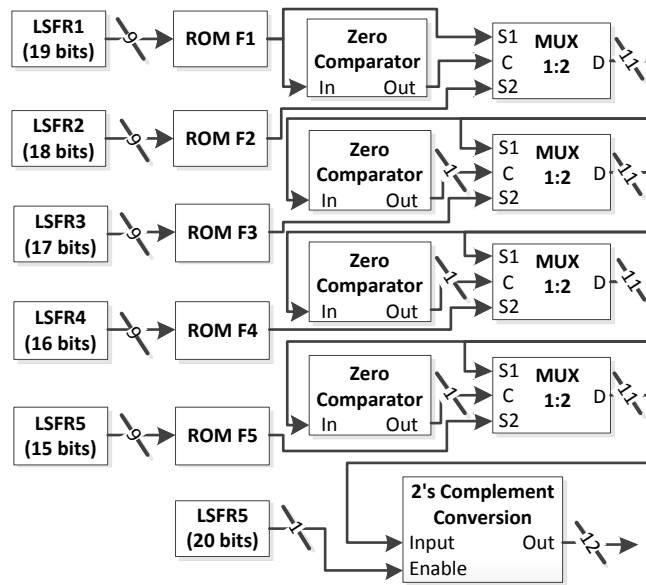 LSFR1
(19 bits)
9
ROM F1
Zero
Comparator
In Out
S1
C
S2
MUX
1:2
D
11
LSFR2
(18 bits)
9
ROM F2
Zero
Comparator
In Out
1
S1
C
S2
MUX
1:2
D
11
LSFR3
(17 bits)
9
ROM F3
Zero
Comparator
In Out
1
S1
C
S2
MUX
1:2
D
11
LSFR4
(16 bits)
9
ROM F4
Zero
Comparator
In Out
1
S1
C
S2
MUX
1:2
D
11
LSFR5
(15 bits)
9
ROM F5
LSFR5
(20 bits)
1
2's Complement
Conversion
Input Out
Enable
12